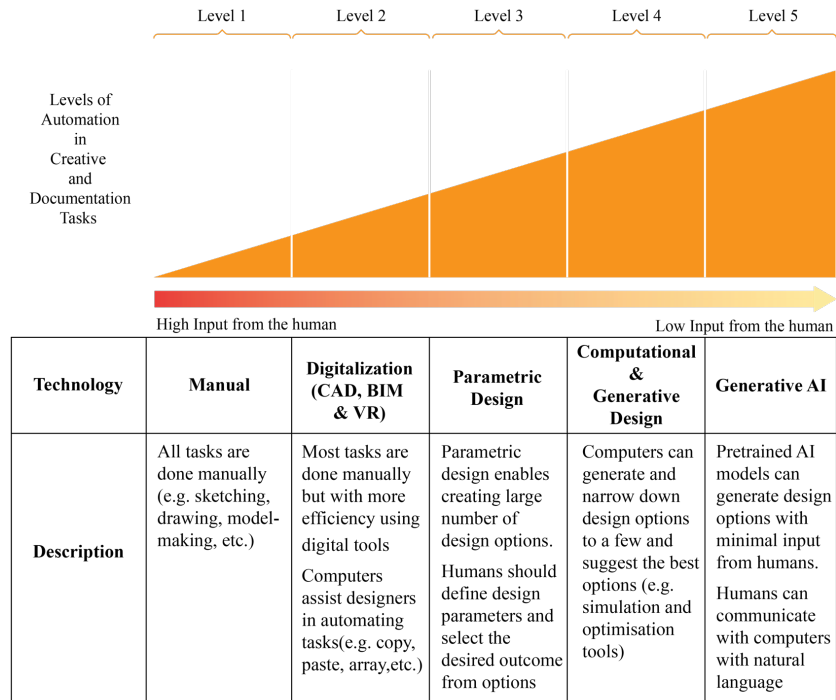 Level 1 Level 2 Level 3 Level 4 Level 5
Levels of
Automation
in
Creative
and
Documentation
Tasks
High Input from the human Low Input from the human
Technology
Manual
Digitalization
(CAD, BIM
& VR)
Parametric
Design
Computational
&
Generative
Design
Generative AI
Description
All tasks are
done manually
(e.g. sketching,
drawing, model-
making, etc.)
Most tasks are
done manually
but with more
efficiency using
digital tools
Computers
assist designers
in automating
tasks(e.g. copy,
paste, array,etc.)
Parametric
design enables
creating large
number of
design options.
Humans should
define design
parameters and
select the
desired outcome
from options
Computers can
generate and
narrow down
design options
to a few and
suggest the best
options (e.g.
simulation and
optimisation
tools)
Pretrained AI
models can
generate design
options with
minimal input
from humans.
Humans can
communicate
with computers
with natural
language